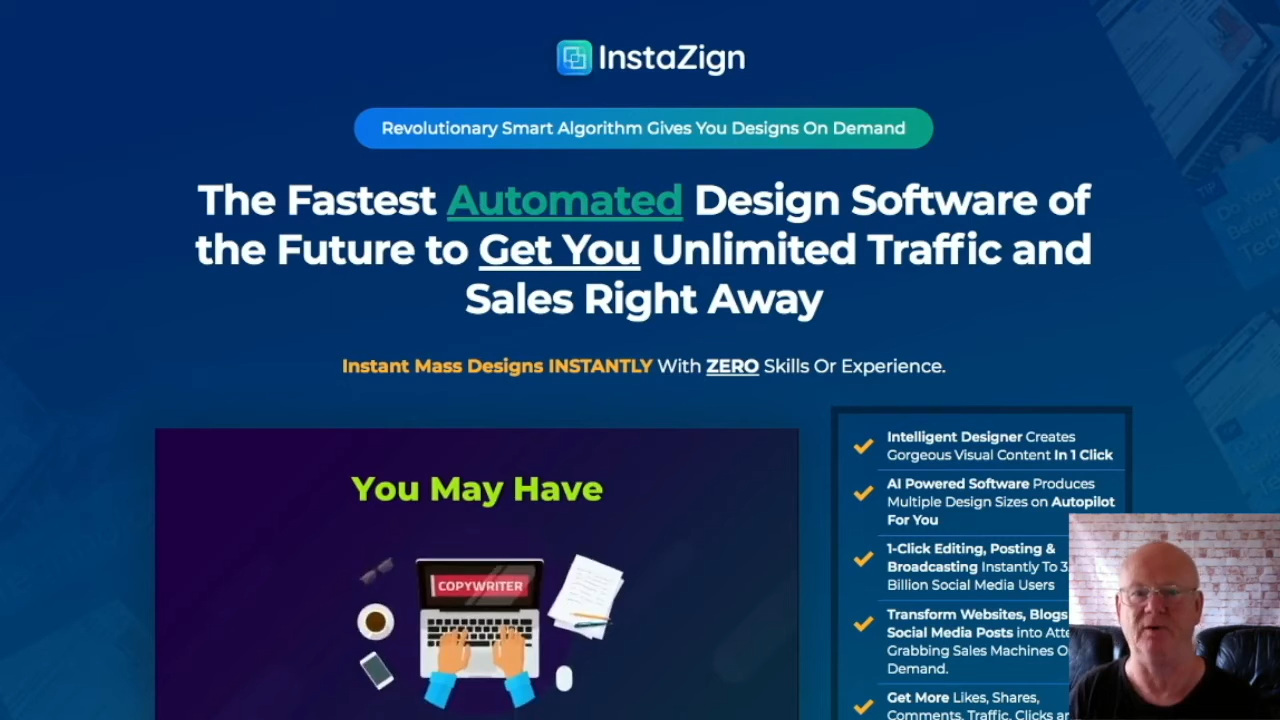 InstaZign
Revolutionary Smart Algorithm Gives You Designs On Demand
The Fastest Automated Design Software of
the Future to Get You Unlimited Traffic and
Sales Right Away
Instant Mass Designs INSTANTLY With ZERO Skills Or Experience.
You May Have
COPYWRITER
Intelligent Designer Creates
Gorgeous Visual Content In 1 Click
AI Powered Software Produces
Multiple Design Sizes on Autopilot
For You
1-Click Editing, Posting &
Broadcasting Instantly To 3.
Billion Social Media Users
Transform Websites, Blogs
Social Media Posts into
Grabbing Sales Machines
Demand.
Get More Likes, Shares,
Comments, Traffic, Clicks